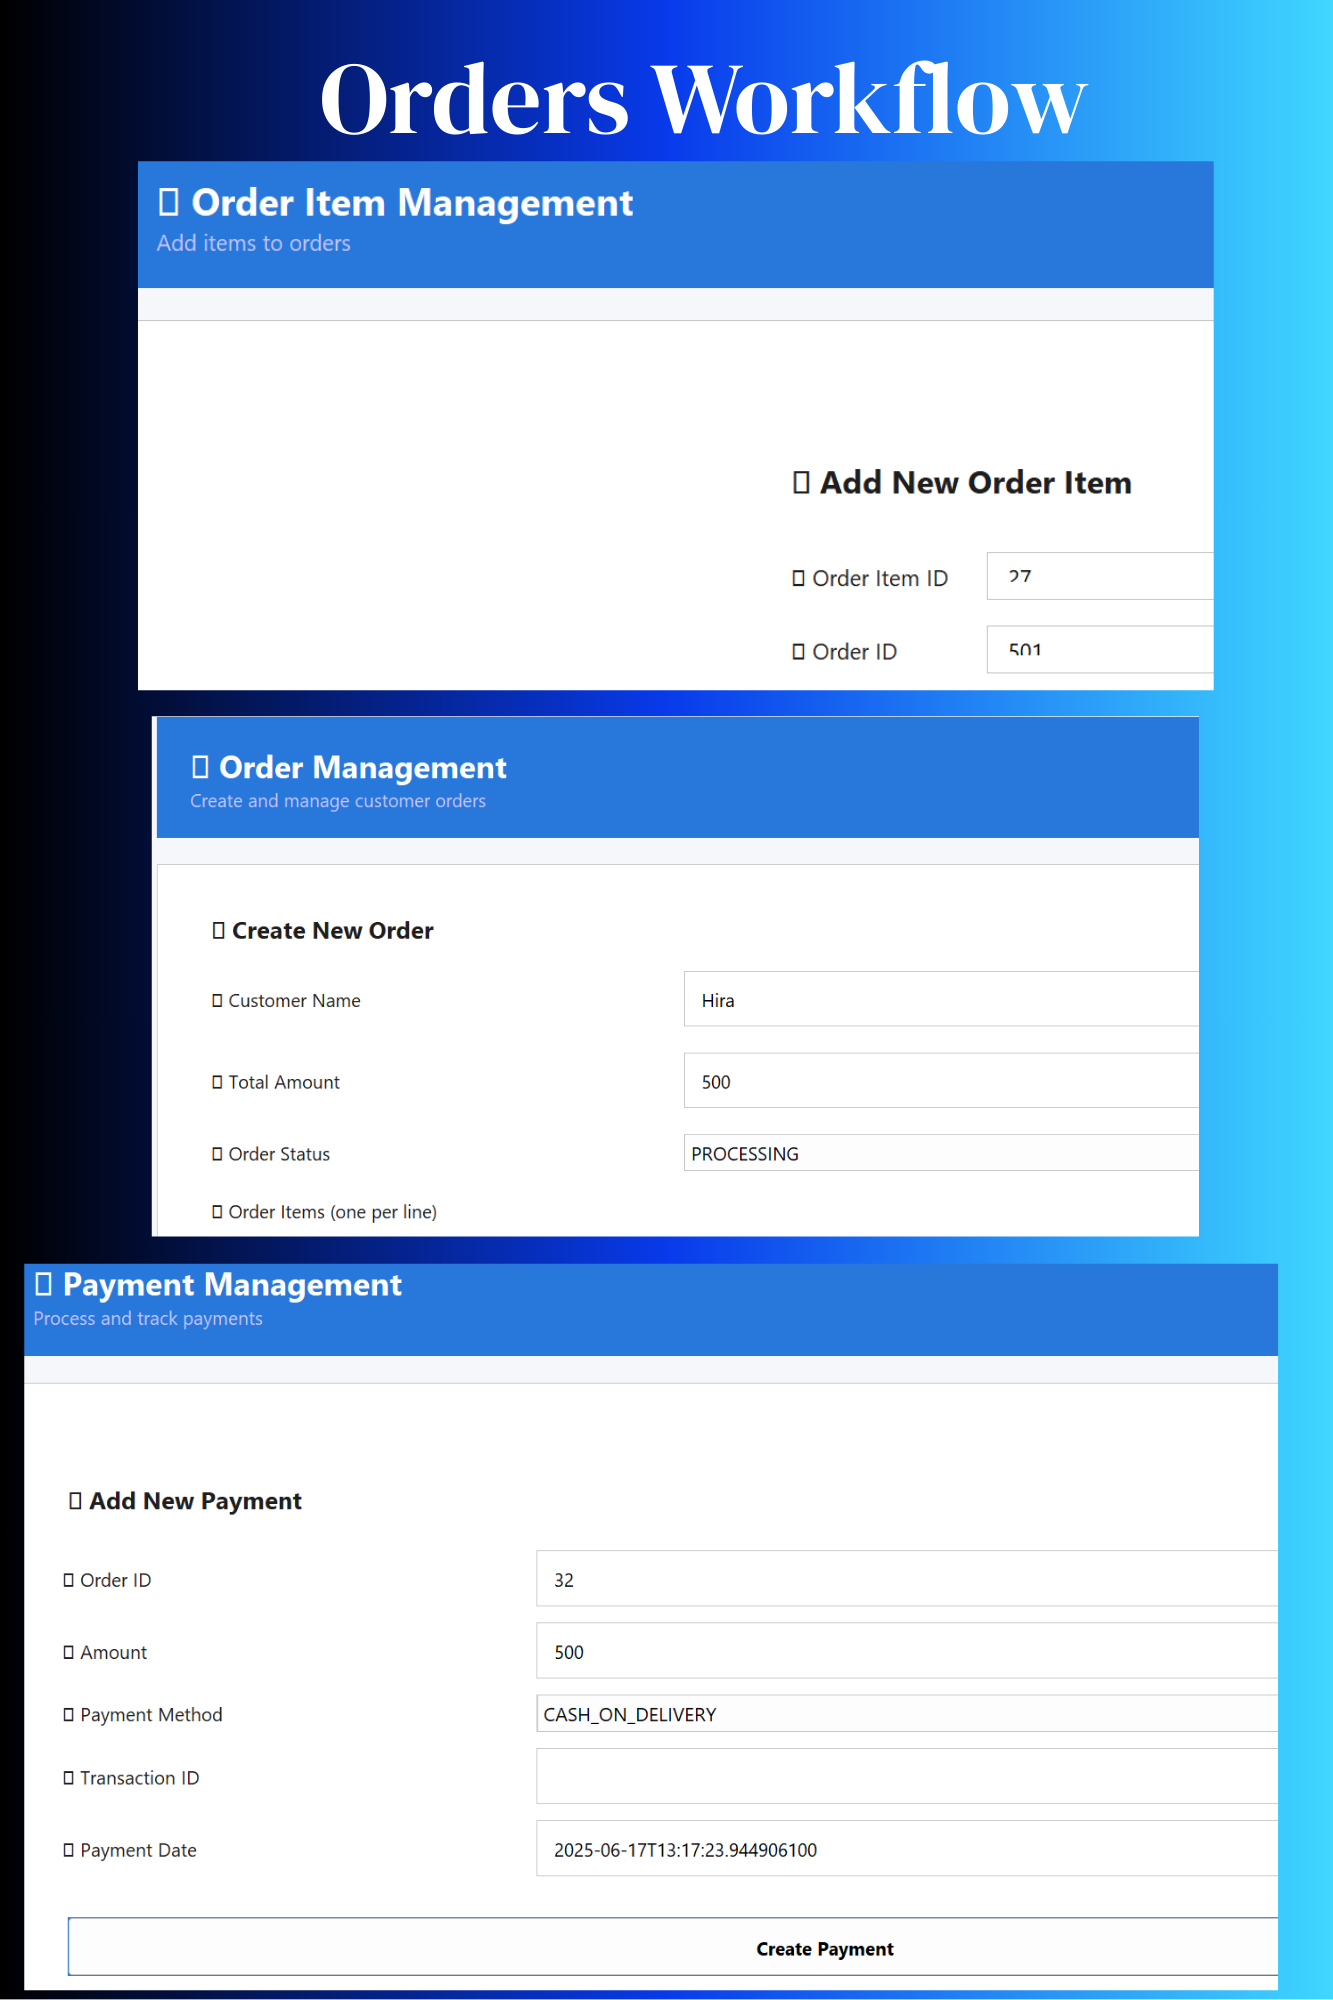 Orders Workflow
Order Item Management
Add items to orders
Add New Order Item
Order Item ID 27
Order ID 501
Order Management
Create and manage customer orders
Create New Order
Customer Name Hira
Total Amount 500
Order Status PROCESSING
Order Items (one per line)
Payment Management
Process and track payments
Add New Payment
Order ID 32
Amount 500
Payment Method CASH_ON_DELIVERY
Transaction ID
Payment Date 2025-06-17T13:17:23.944906100
Create Payment